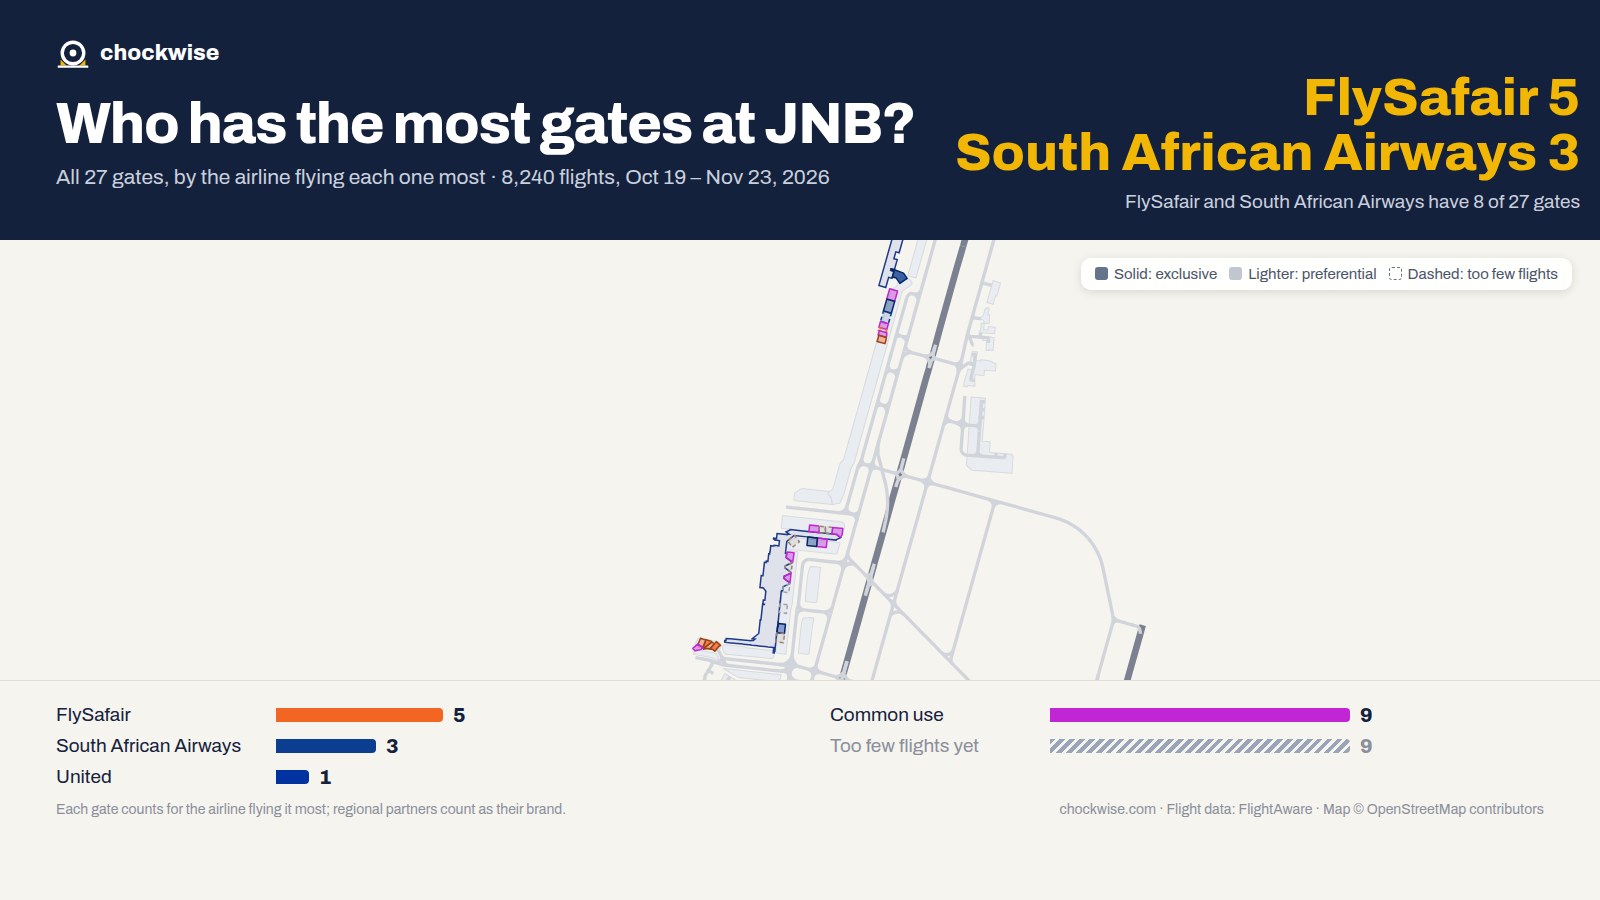 chockwise
Who has the most gates at JNB?
All 27 gates, by the airline flying each one most · 8,240 flights, Oct 19 – Nov 23, 2026
FlySafair 5
South African Airways 3
FlySafair and South African Airways have 8 of 27 gates
Solid: exclusive Lighter: preferential Dashed: too few flights
FlySafair 5
South African Airways 3
United 1
Common use 9
Too few flights yet 9
Each gate counts for the airline flying it most; regional partners count as their brand.
chockwise.com · Flight data: FlightAware · Map © OpenStreetMap contributors